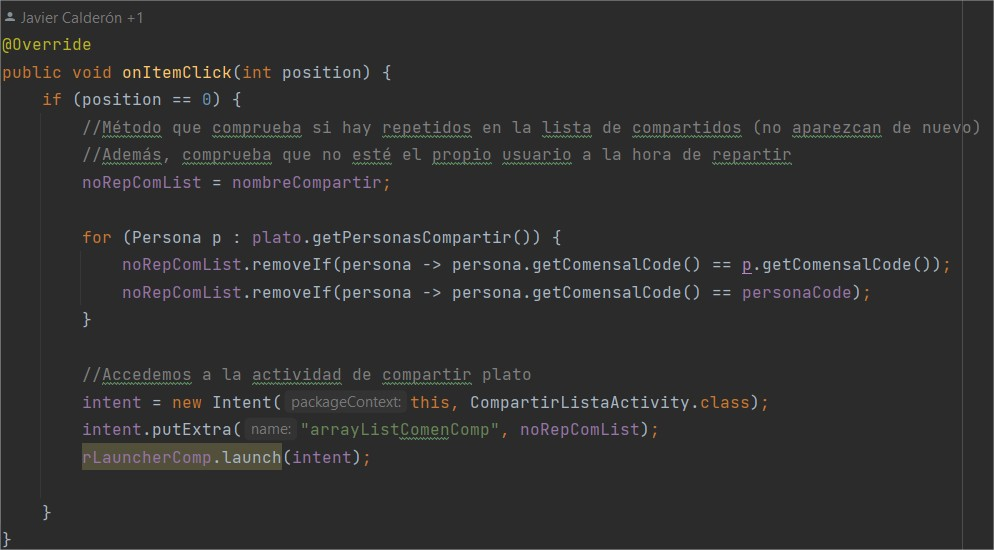 Javier Calderón +1
@Override
public void onItemClick(int position) {
    if (position == 0) {
        //Método que comprueba si hay repetidos en la lista de compartidos (no aparezcan de nuevo)
        //Además, comprueba que no esté el propio usuario a la hora de repartir
        noRepComList = nombreCompartir;
        for (Persona p : plato.getPersonasCompartir()) {
            noRepComList.removeIf(persona -> persona.getComensalCode() == p.getComensalCode());
            noRepComList.removeIf(persona -> persona.getComensalCode() == personaCode);
        }
        //Accedemos a la actividad de compartir plato
        intent = new Intent( packageContext: this, CompartirListaActivity.class);
        intent.putExtra( name: "arrayListComenComp", noRepComList);
        rLauncherComp.launch(intent);
    }
}